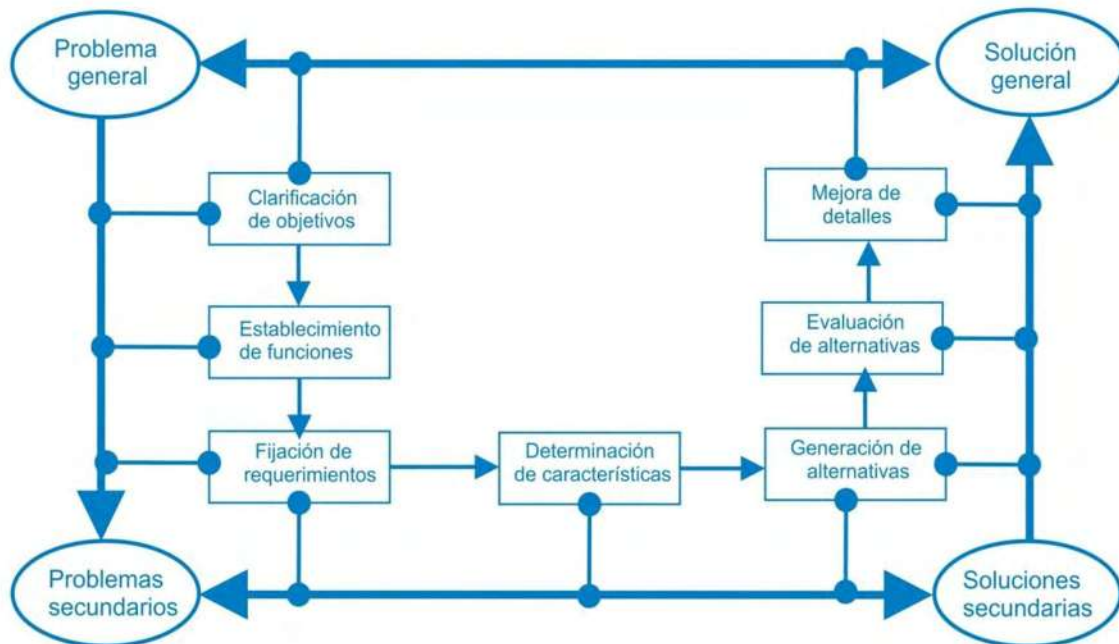 Problema
general
Solución
general
Clarificación
de objetivos
Mejora de
detalles
Establecimiento
de funciones
Evaluación
de alternativas
Fijación de
requerimientos
Determinación
de características
Generación de
alternativas
Problemas
secundarios
Soluciones
secundarias